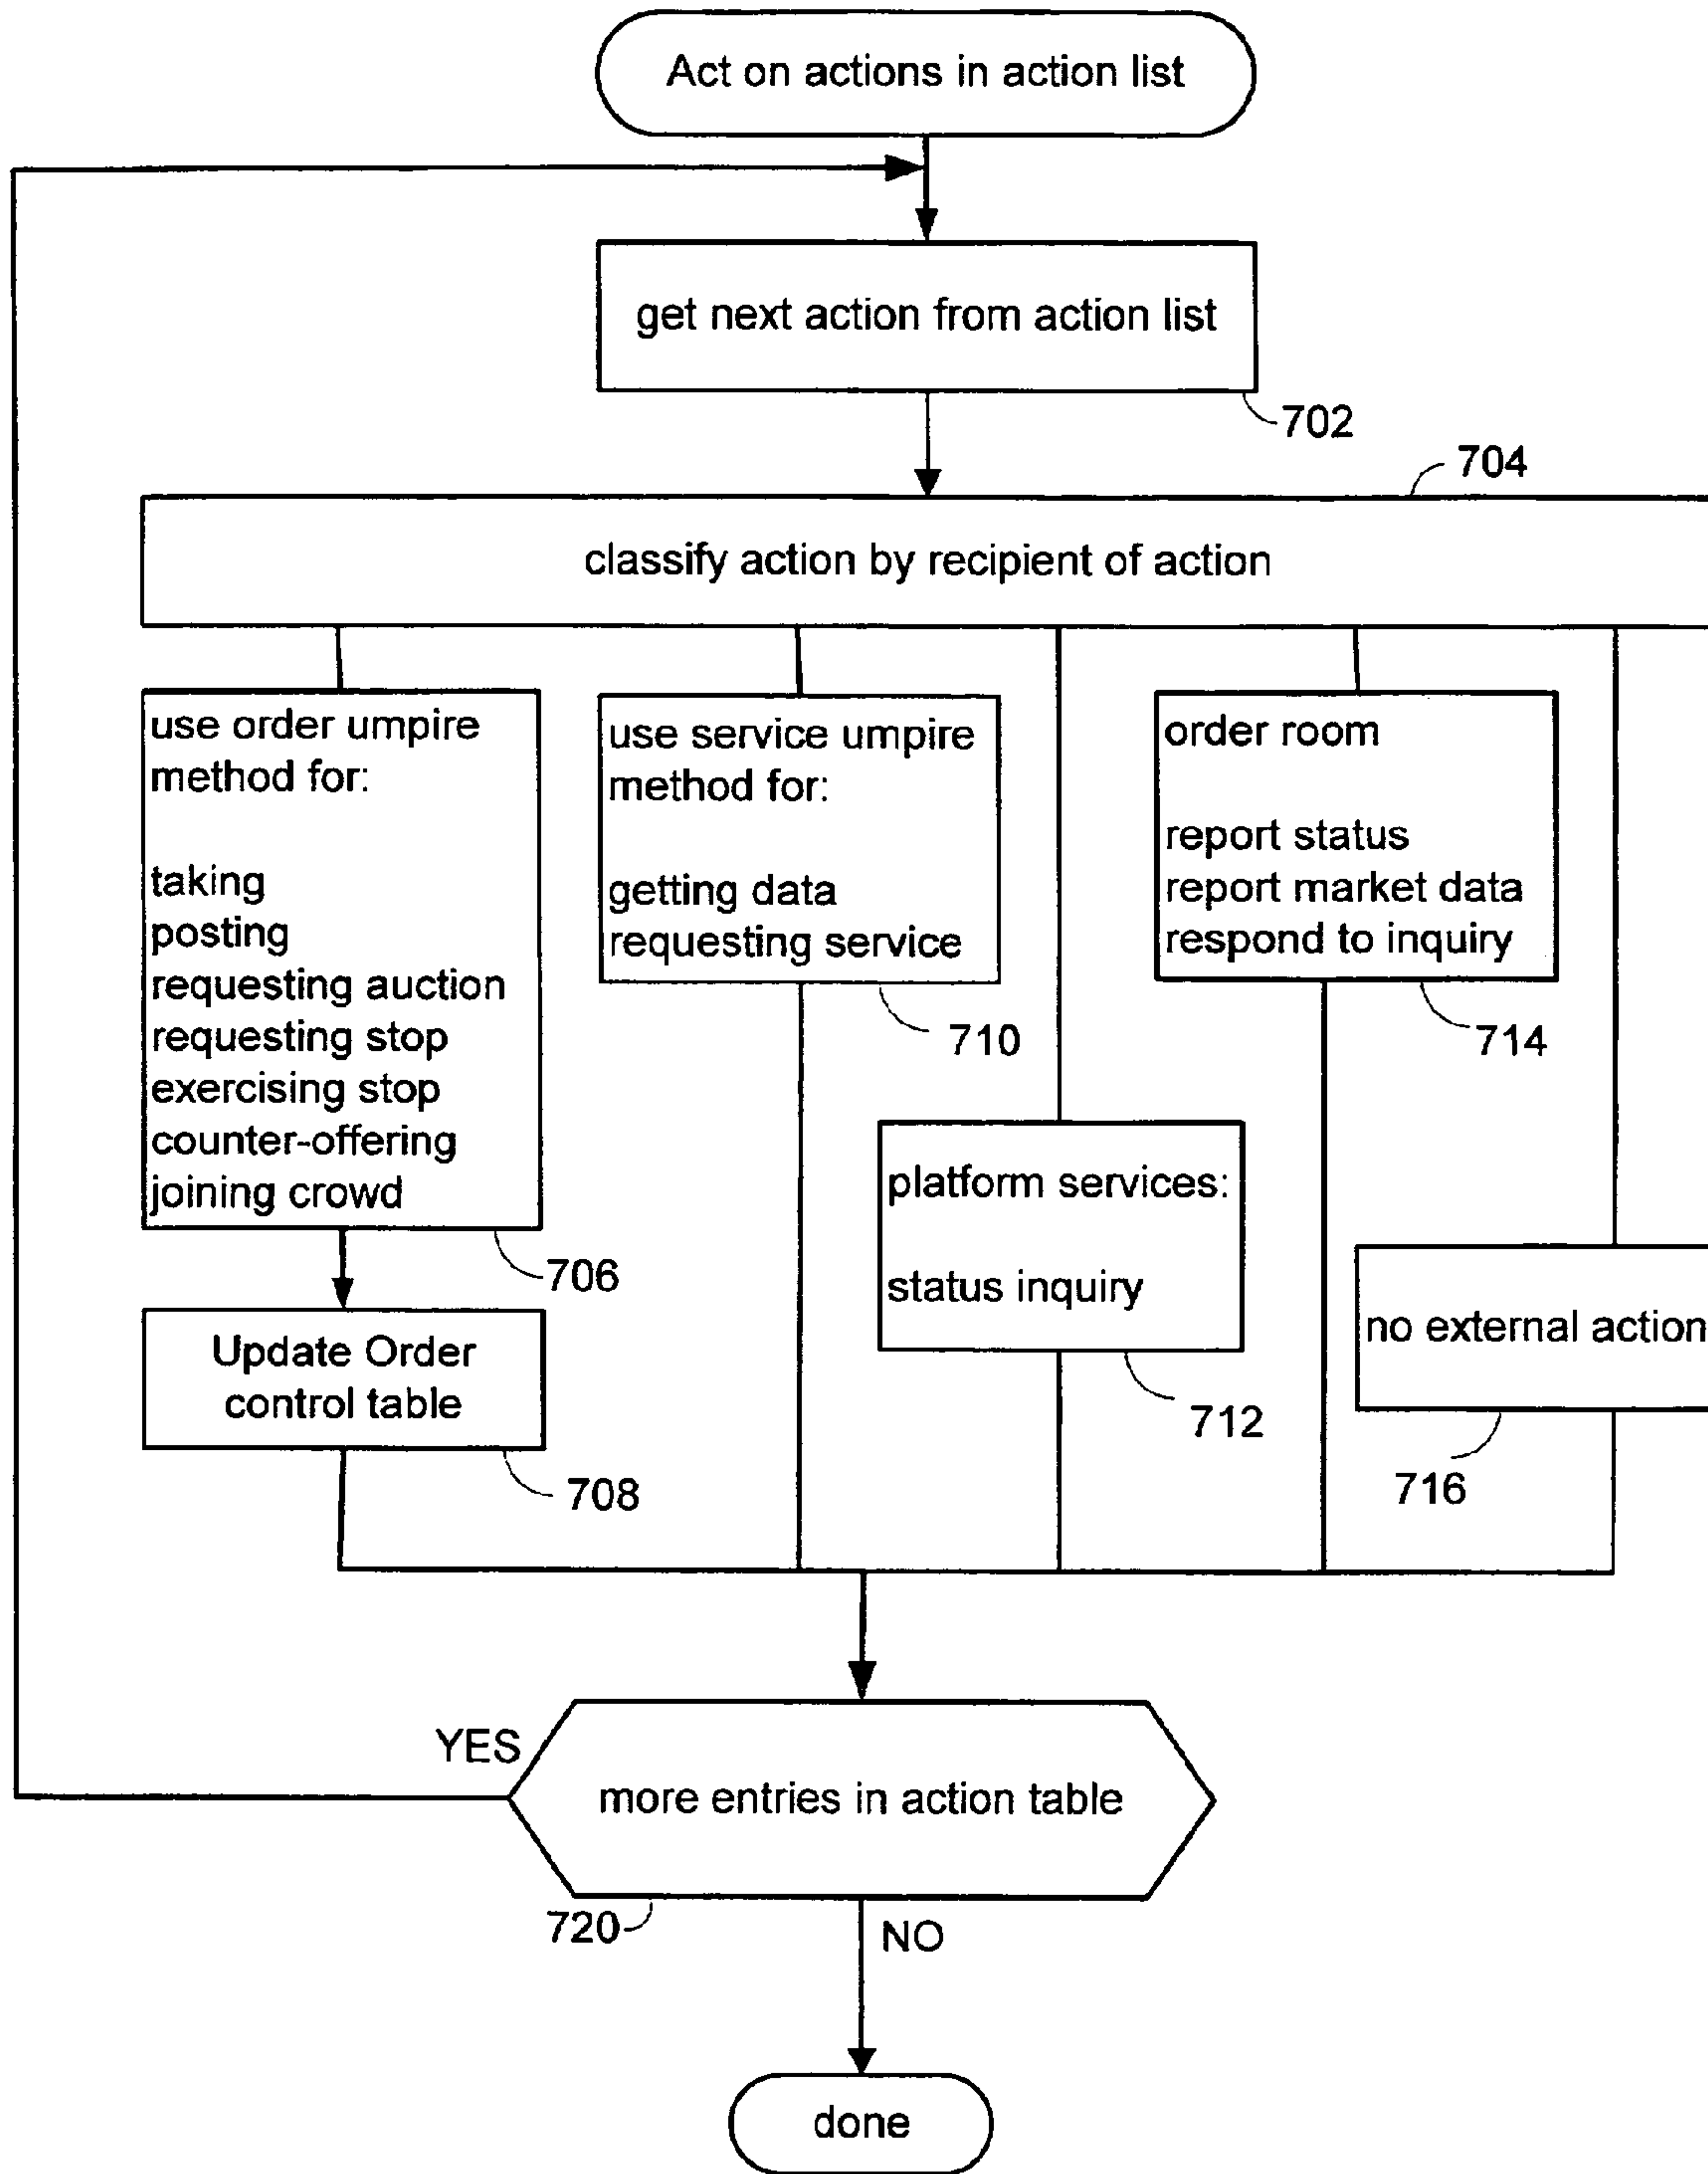 Act on actions in action list
get next action from action list
702
704
classify action by recipient of action
use order umpire
method for:
taking
posting
requesting auction
requesting stop
exercising stop
counter-offering
joining crowd
706
Update Order
control table
708
use service umpire
method for:
getting data
requesting service
710
platform services:
status inquiry
712
order room
report status
report market data
respond to inquiry
714
no external action
716
YES
more entries in action table
720
NO
done